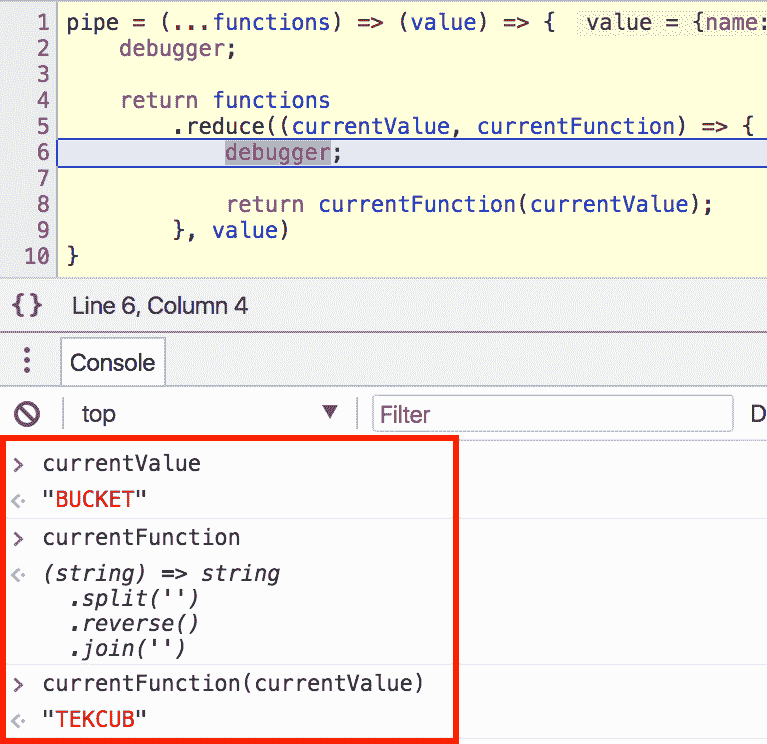 1 pipe = (...functions) => (value) => {  value = {name:
2     debugger;
3
4     return functions
5         .reduce((currentValue, currentFunction) => {
6             debugger;
7
8             return currentFunction(currentValue);
9         }, value)
10 }
{} Line 6, Column 4
Console
top ▼ Filter D
> currentValue
<· "BUCKET"
> currentFunction
<· (string) => string
.split('')
.reverse()
.join('')
> currentFunction(currentValue)
<· "TEKCUB"